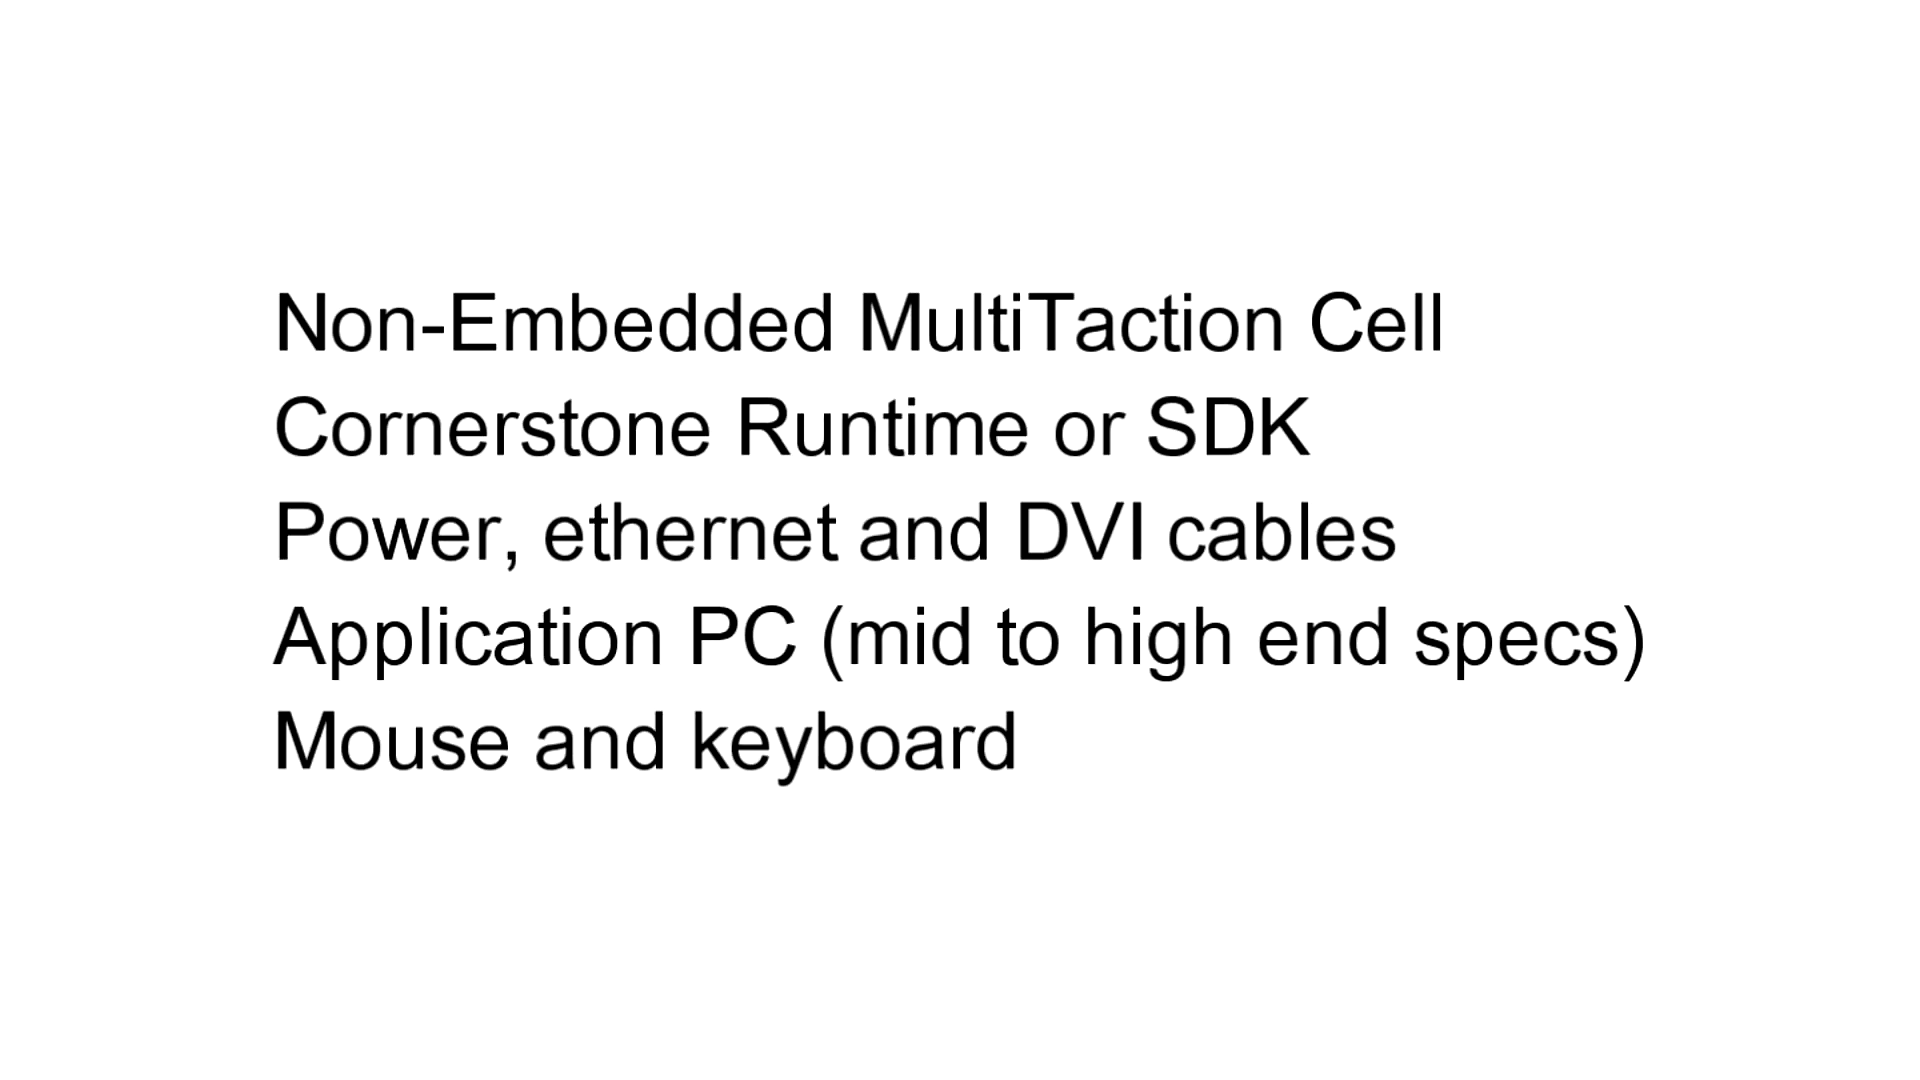 Non-Embedded MultiTaction Cell
Cornerstone Runtime or SDK
Power, ethernet and DVI cables
Application PC (mid to high end specs)
Mouse and keyboard